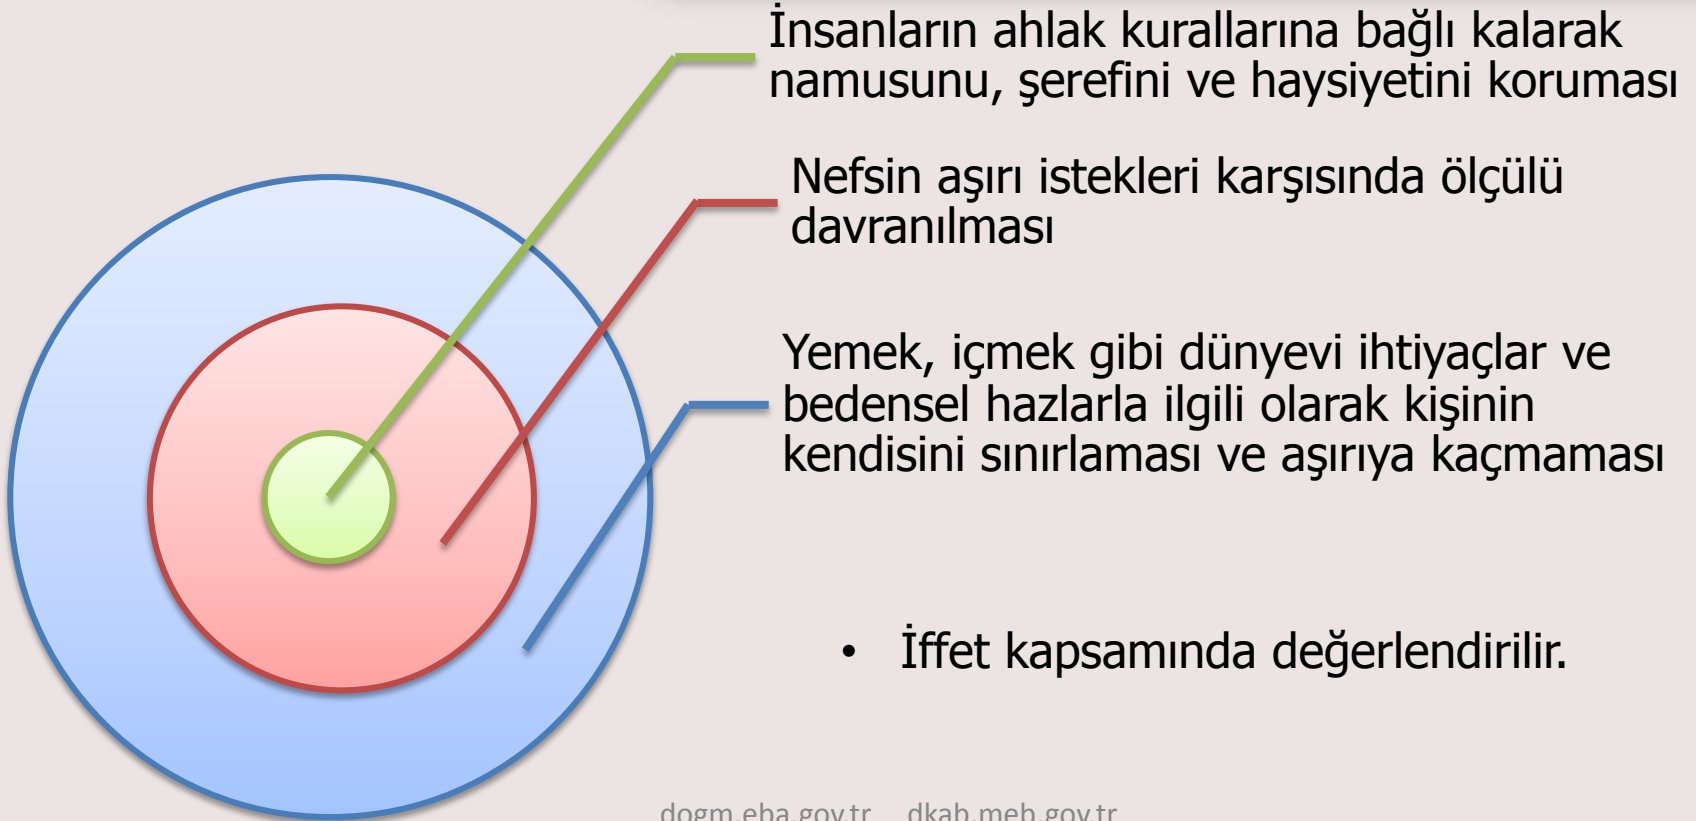 İnsanların ahlak kurallarına bağlı kalarak
namusunu, şerefini ve haysiyetini koruması
Nefsin aşırı istekleri karşısında ölçülü
davranılması
Yemek, içmek gibi dünyevi ihtiyaçlar ve
bedensel hazlarla ilgili olarak kişinin
kendisini sınırlaması ve aşırıya kaçmaması
• İffet kapsamında değerlendirilir.
dogm.eba.gov.tr dkab.meb.gov.tr